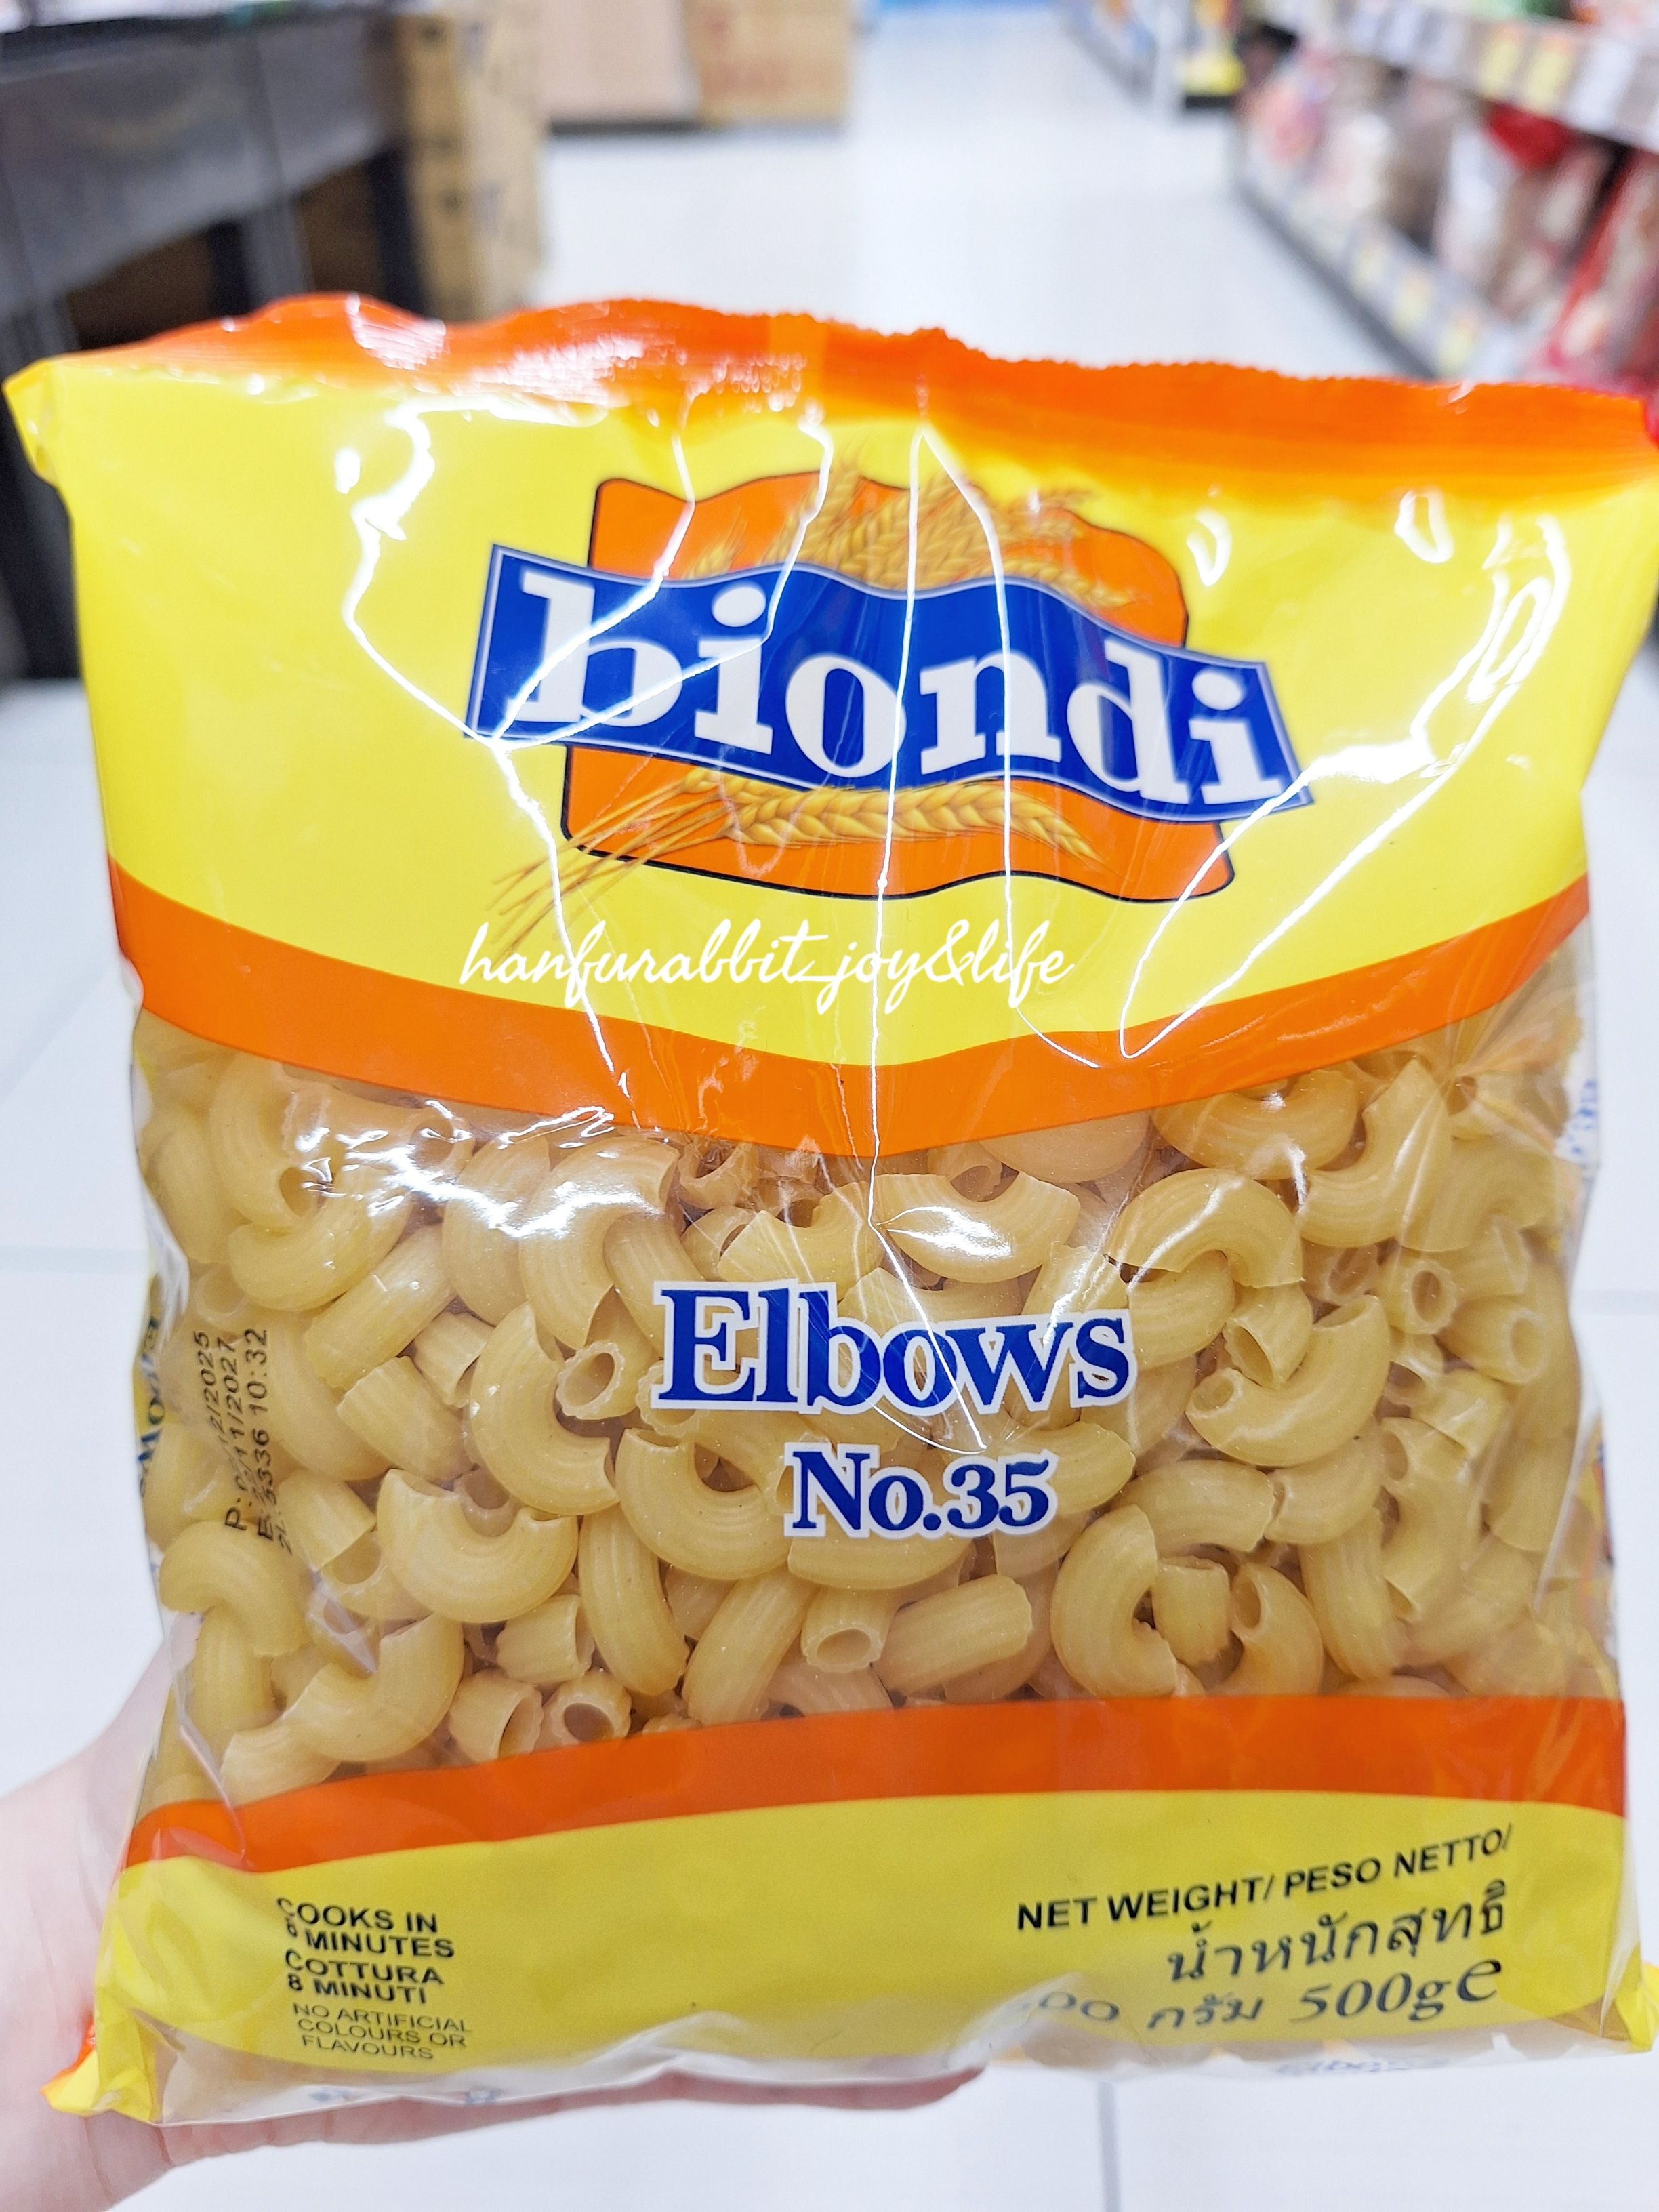 biondi
hanfurabbit_joy&life
Elbows
No.35
COOKS IN
MINUTES
COTTURA
8 MINUTI
NO ARTIFICIAL
COLOURS OR
FLAVOURS
NET WEIGHT/ PESO NETTO/
น้ำหนักสุทธิ
500 กรัม 500g e